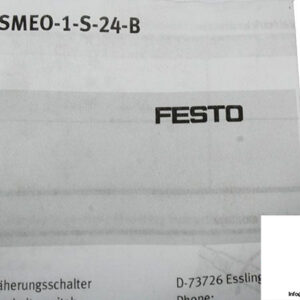 SMEO-1-S-24-B
FESTO
äherungsschalter
D-73726 Essling
Phone: